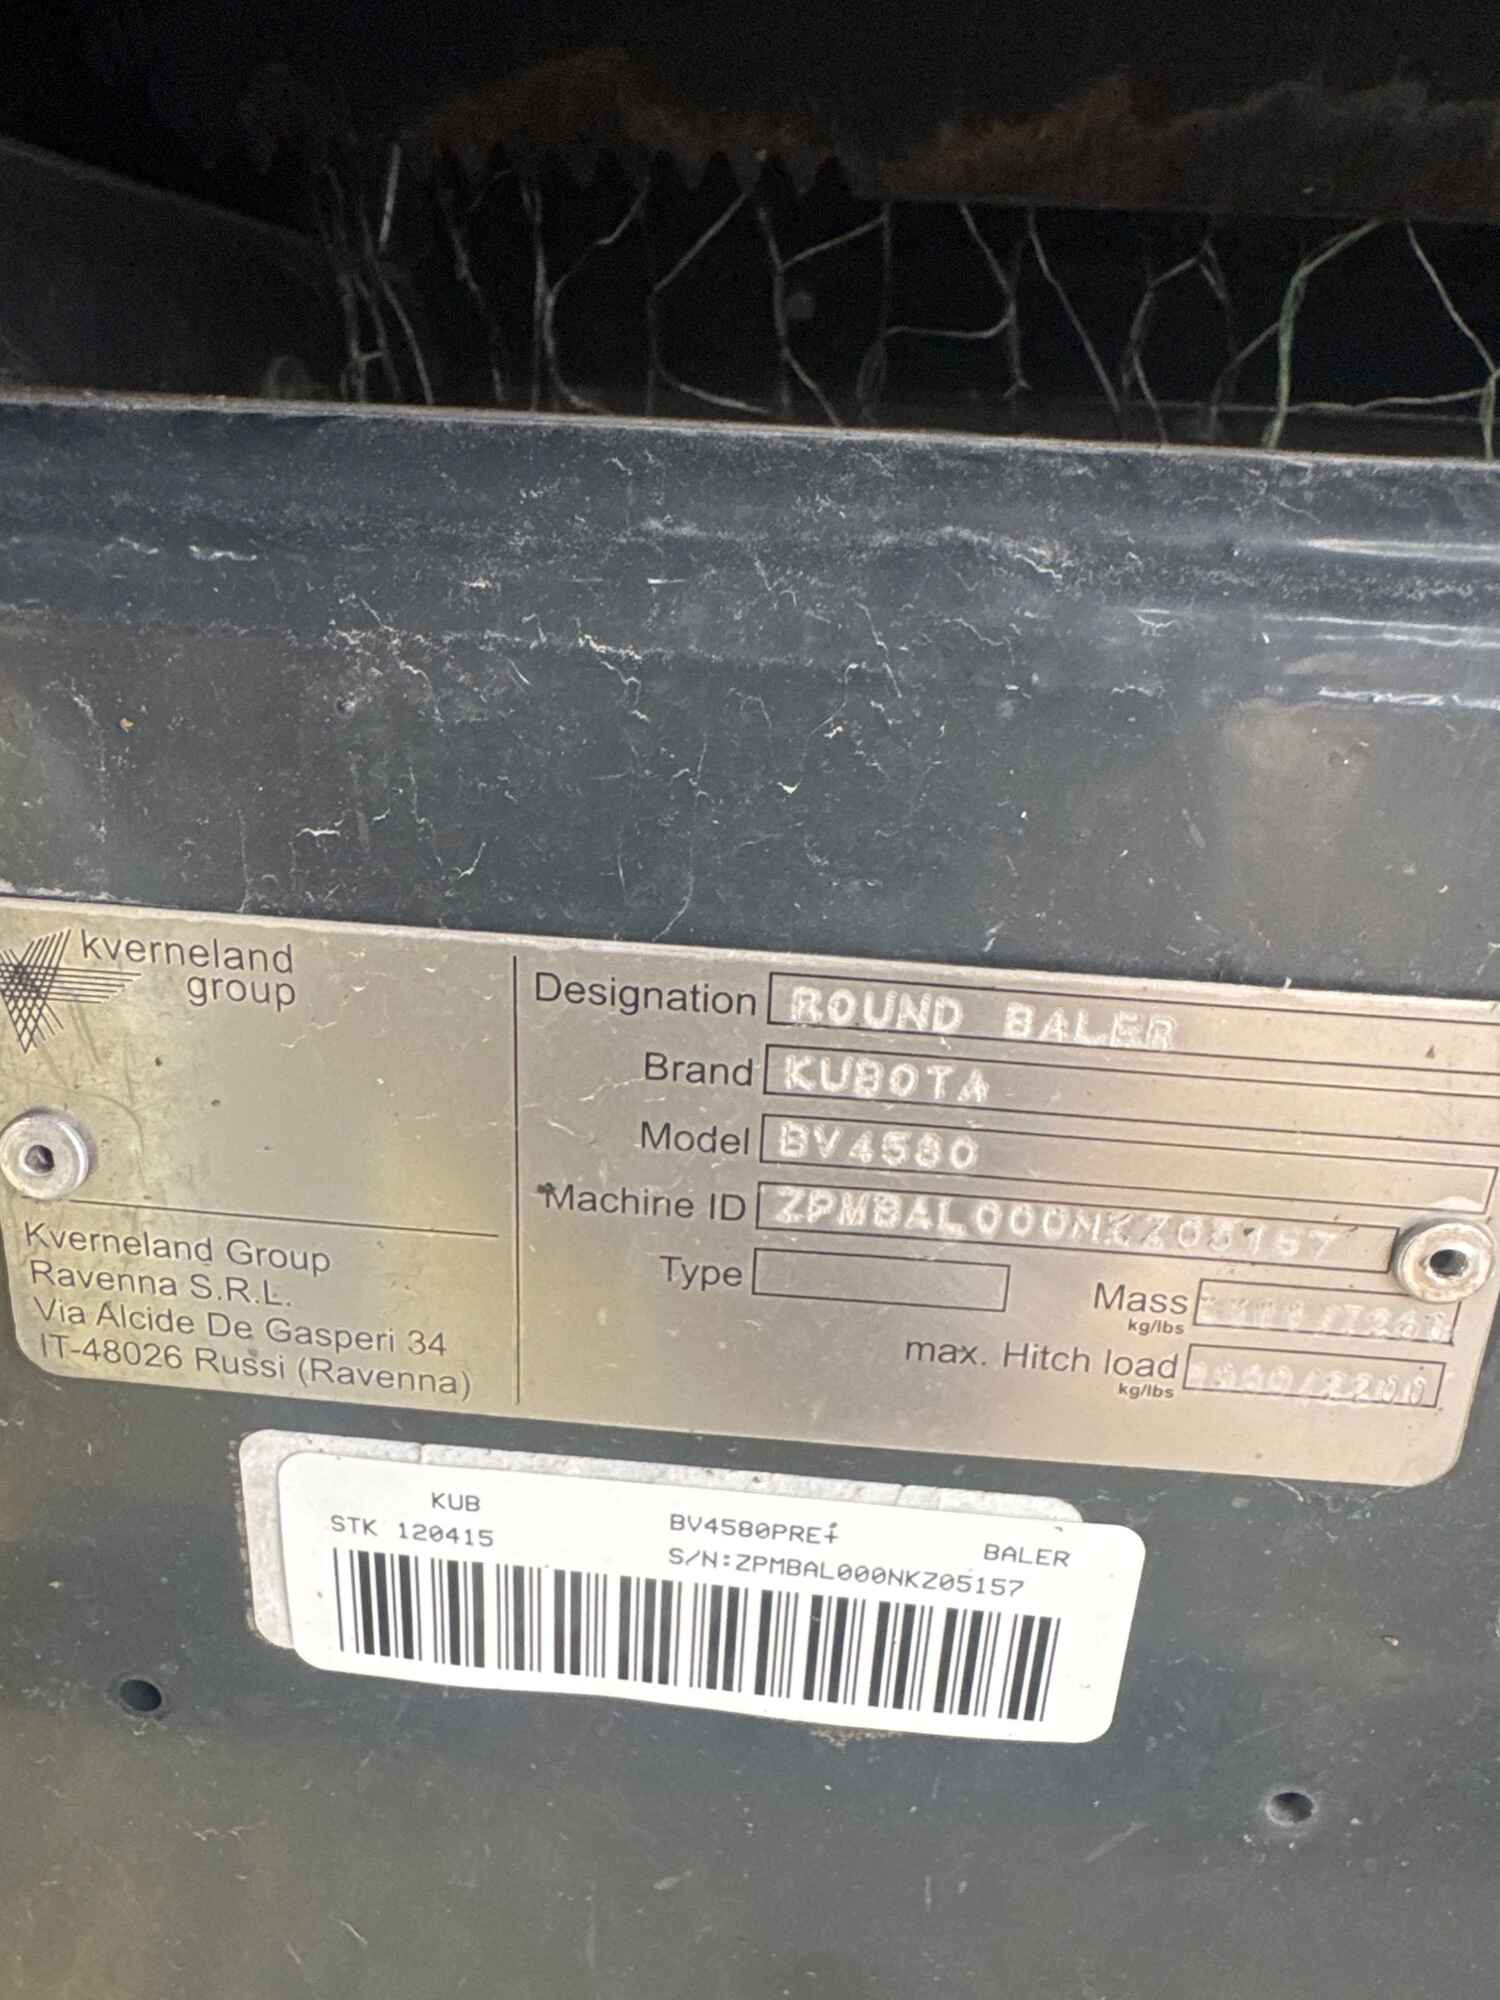 kverneland
group
Designation ROUND BALER
Brand KUBOTA
Model BV4580
Machine ID ZPMBAL000NKZ05157
Type
Mass
kg/lbs
max. Hitch load /2200
kg/lbs
Kverneland Group
Ravenna S.R.L.
Via Alcide De Gasperi 34
IT-48026 Russi (Ravenna)
KUB BV4580PRE+ BALER
STK 120415 S/N:ZPMBAL000NKZ05157